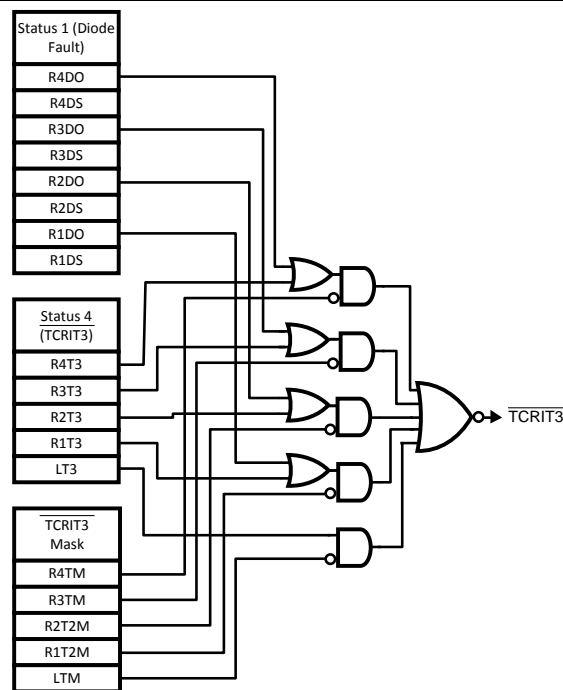 Status 1 (Diode
Fault)
R4DO
R4DS
R3DO
R3DS
R2DO
R2DS
R1DO
R1DS
Status 4
(TCRIT3)
R4T3
R3T3
R2T3
R1T3
LT3
TCRIT3
Mask
R4TM
R3TM
R2T2M
R1T2M
LTM
TCRIT3